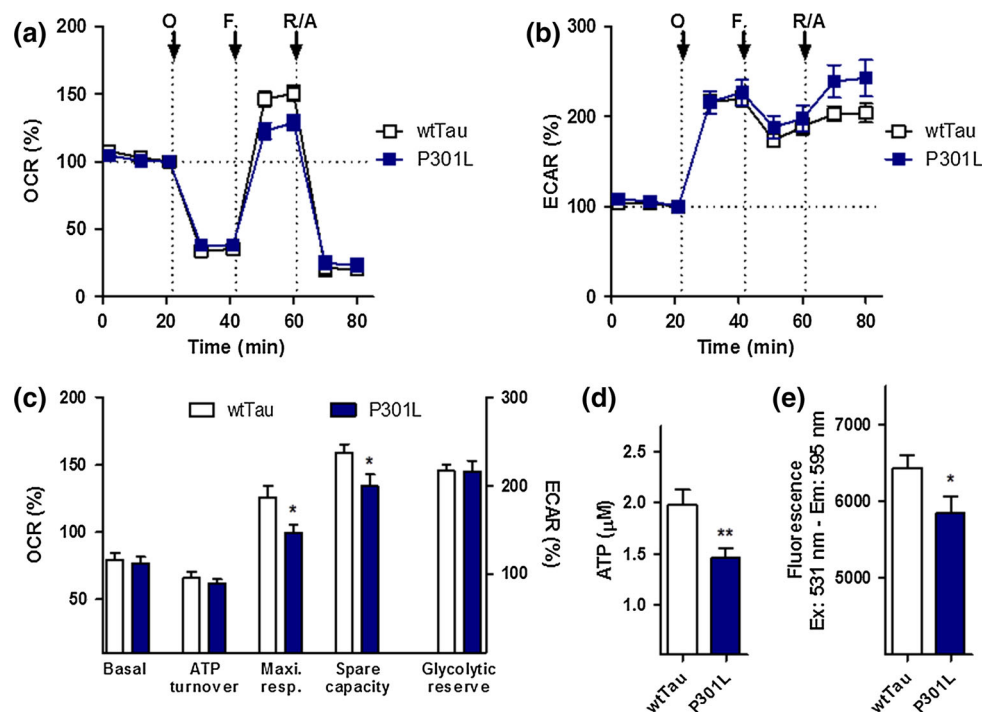 (a)
O F R/A
200
150
100
50
0
OCR (%)
0 20 40 60 80
Time (min)
wtTau
P301L
(b)
O F R/A
300
200
100
0
ECAR (%)
0 20 40 60 80
Time (min)
wtTau
P301L
(c)
wtTau P301L
200
150
100
50
OCR (%)
300
200
100
ECAR (%)
* *
Basal ATP turnover Maxi. resp. Spare capacity Glycolytic reserve
(d)
2.5
2.0
1.5
1.0
ATP (μM)
**
wtTau P301L
(e)
7000
6000
5000
Fluorescence
Ex: 531 nm - Em: 595 nm
*
wtTau P301L